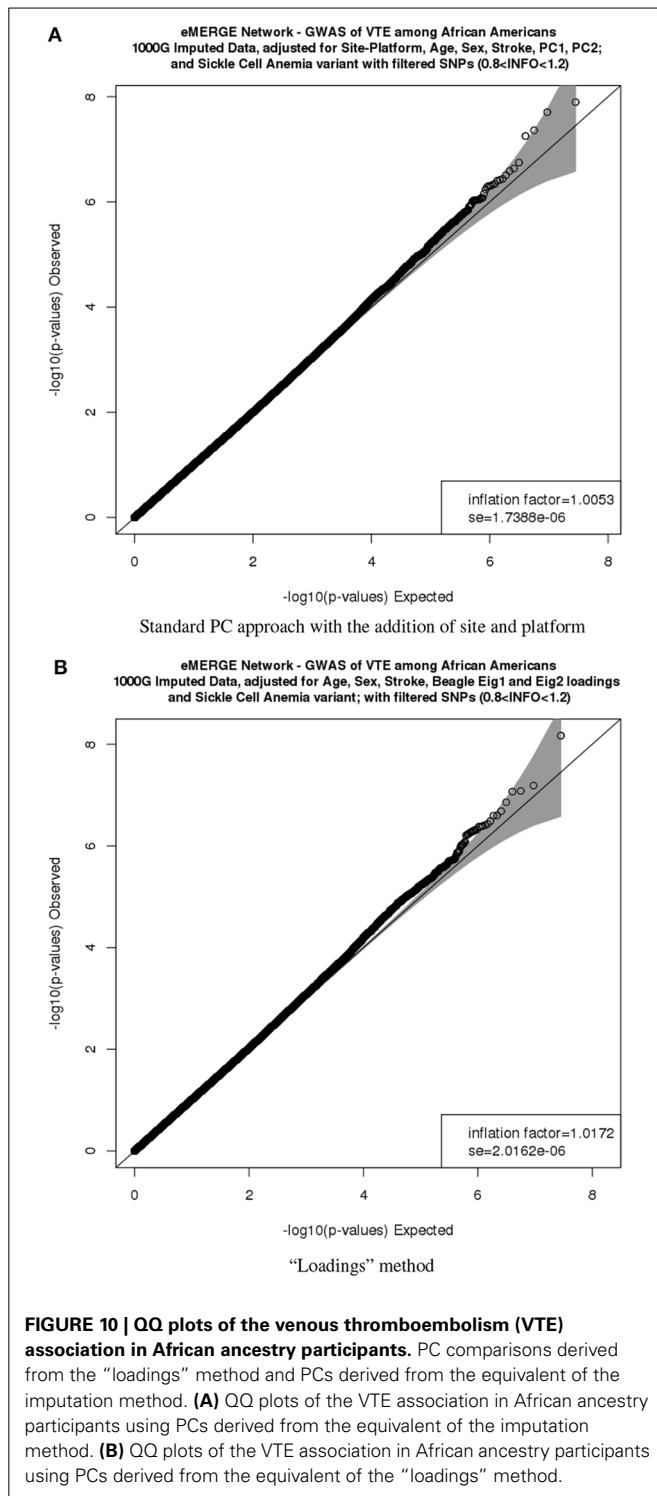 A
eMERGE Network - GWAS of VTE among African Americans
1000G Imputed Data, adjusted for Site-Platform, Age, Sex, Stroke, PC1, PC2;
and Sickle Cell Anemia variant with filtered SNPs (0.8<INFO<1.2)
8
6
4
2
0
-log10(p-values) Observed
inflation factor=1.0053
se=1.7388e-06
0 2 4 6 8
-log10(p-values) Expected
Standard PC approach with the addition of site and platform
B
eMERGE Network - GWAS of VTE among African Americans
1000G Imputed Data, adjusted for Age, Sex, Stroke, Beagle Eig1 and Eig2 loadings
and Sickle Cell Anemia variant; with filtered SNPs (0.8<INFO<1.2)
8
6
4
2
0
-log10(p-values) Observed
inflation factor=1.0172
se=2.0162e-06
0 2 4 6 8
-log10(p-values) Expected
“Loadings” method
FIGURE 10 | QQ plots of the venous thromboembolism (VTE)
association in African ancestry participants. PC comparisons derived
from the “loadings” method and PCs derived from the equivalent of the
imputation method. (A) QQ plots of the VTE association in African ancestry
participants using PCs derived from the equivalent of the imputation
method. (B) QQ plots of the VTE association in African ancestry participants
using PCs derived from the equivalent of the “loadings” method.